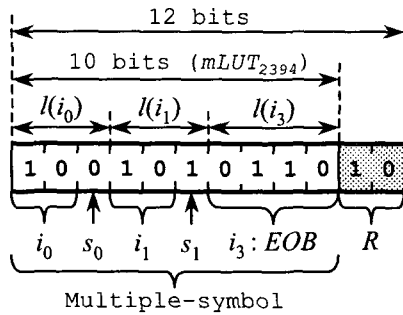 12 bits
10 bits (mLUT₂₃₉₄)
l(i₀) l(i₁) l(i₃)
1 0 0 1 0 1 0 1 1 0 1 0
i₀ s₀ i₁ s₁ i₃ : EOB R
Multiple-symbol